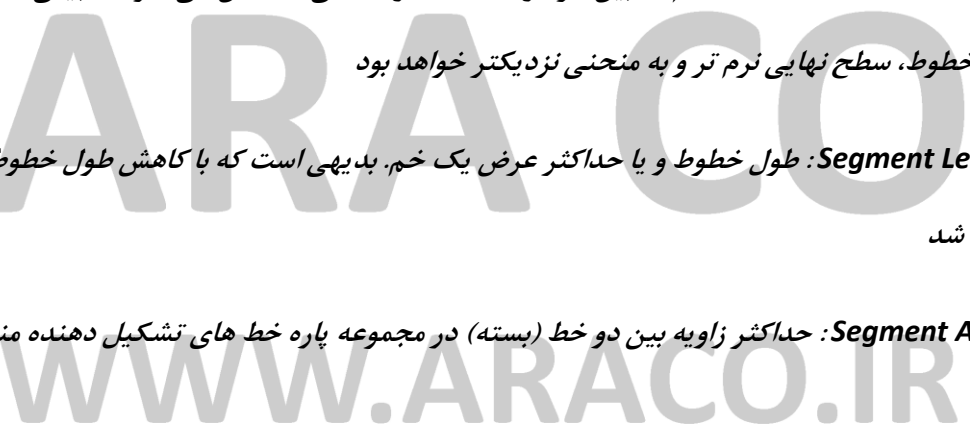 خطوط، سطح نهایی نرم تر و به منحنی نزدیکتر خواهد بود
Segment Le : طول خطوط و یا حداکثر عرض یک خم. بدیهی است که با کاهش طول خطوط
شد
Segment A : حداکثر زاویه بین دو خط (بسته) در مجموعه پاره خط های تشکیل دهنده من
ARA CO
WWW.ARACO.IR